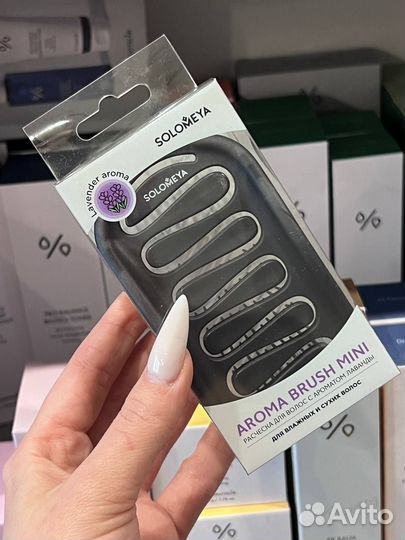 SOLOMEYA
Lavender aroma
SOLOMEYA
AROMA BRUSH MINI
РАСЧЕСКА ДЛЯ ВОЛОС С АРОМАТОМ ЛАВАНДЫ
ДЛЯ ВЛАЖНЫХ И СУХИХ ВОЛОС
%
%
%
%
%
Avito